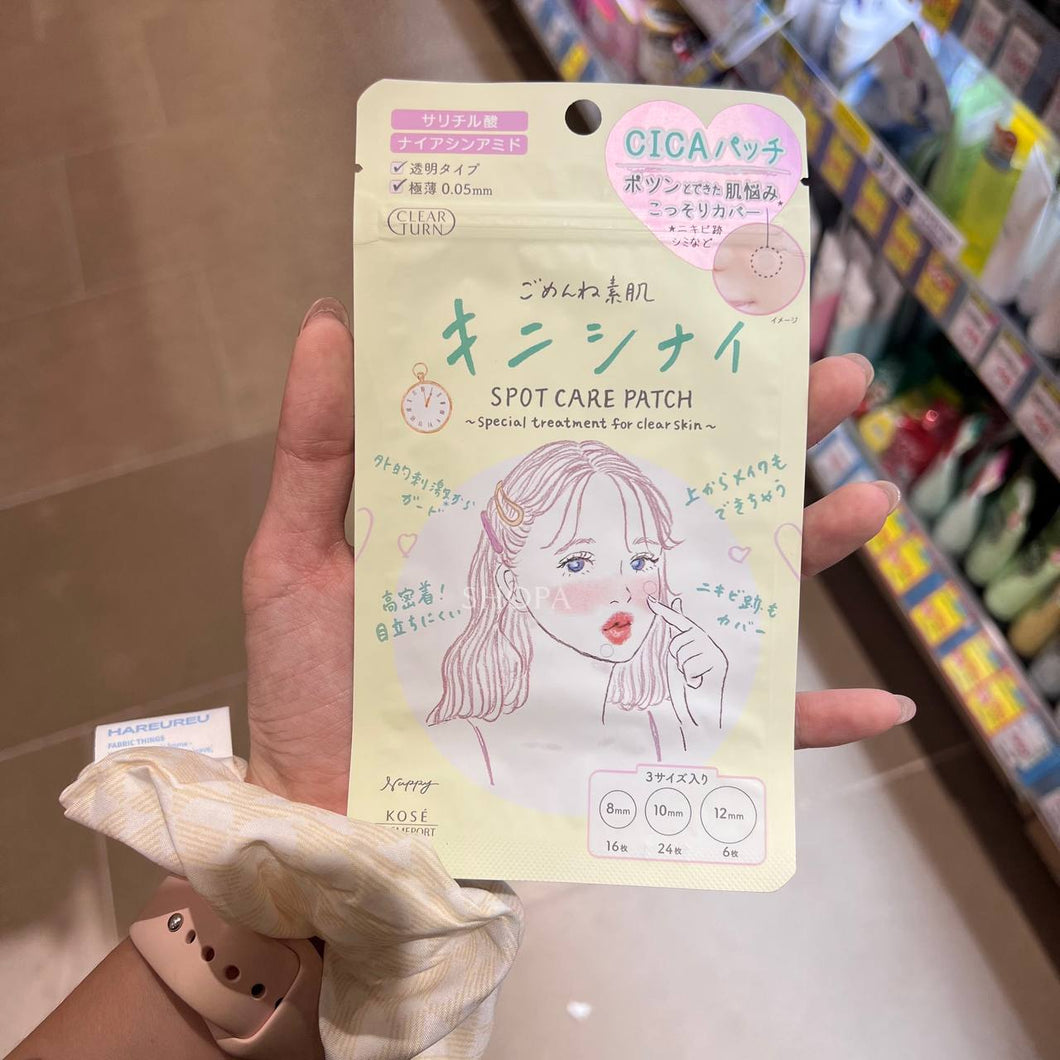 サリチル酸
ナイアシンアミド
透明タイプ
極薄 0.05mm
CLEAR
TURN
CICAパッチ
ポツンとできた肌悩み*
こっそりカバー
*ニキビ跡
シミなど
イメージ
ごめんね素肌
キニシナイ
SPOT CARE PATCH
~Special treatment for clear skin~
外的刺激から
ガード
上からメイクも
できちゃう
高密着!
目立ちにくい
ニキビ跡も
カバー
SHOPA
Nuppy
KOSÉ
3サイズ入り
8mm
10mm
12mm
16枚
24枚
6枚
HAREUREU
FABRIC THINGS